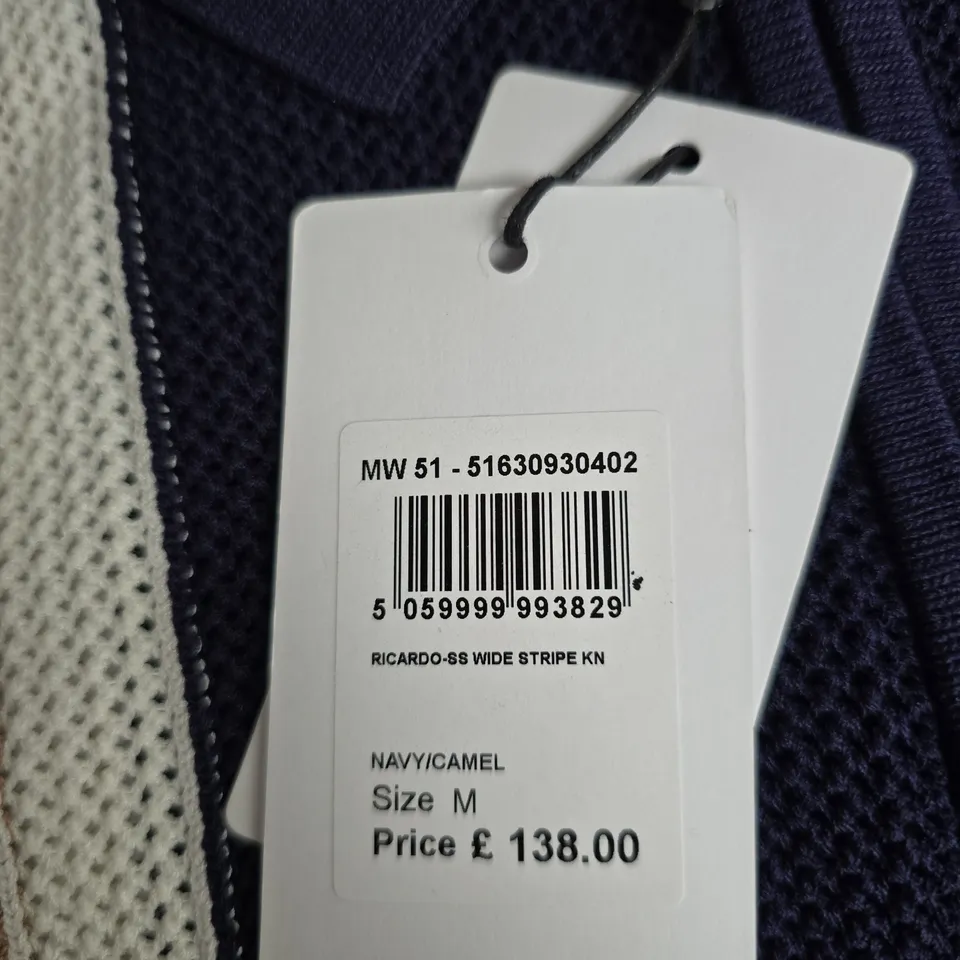 MW 51 - 51630930402
5 059999 993829
RICARDO-SS WIDE STRIPE KN
NAVY/CAMEL
Size M
Price £ 138.00